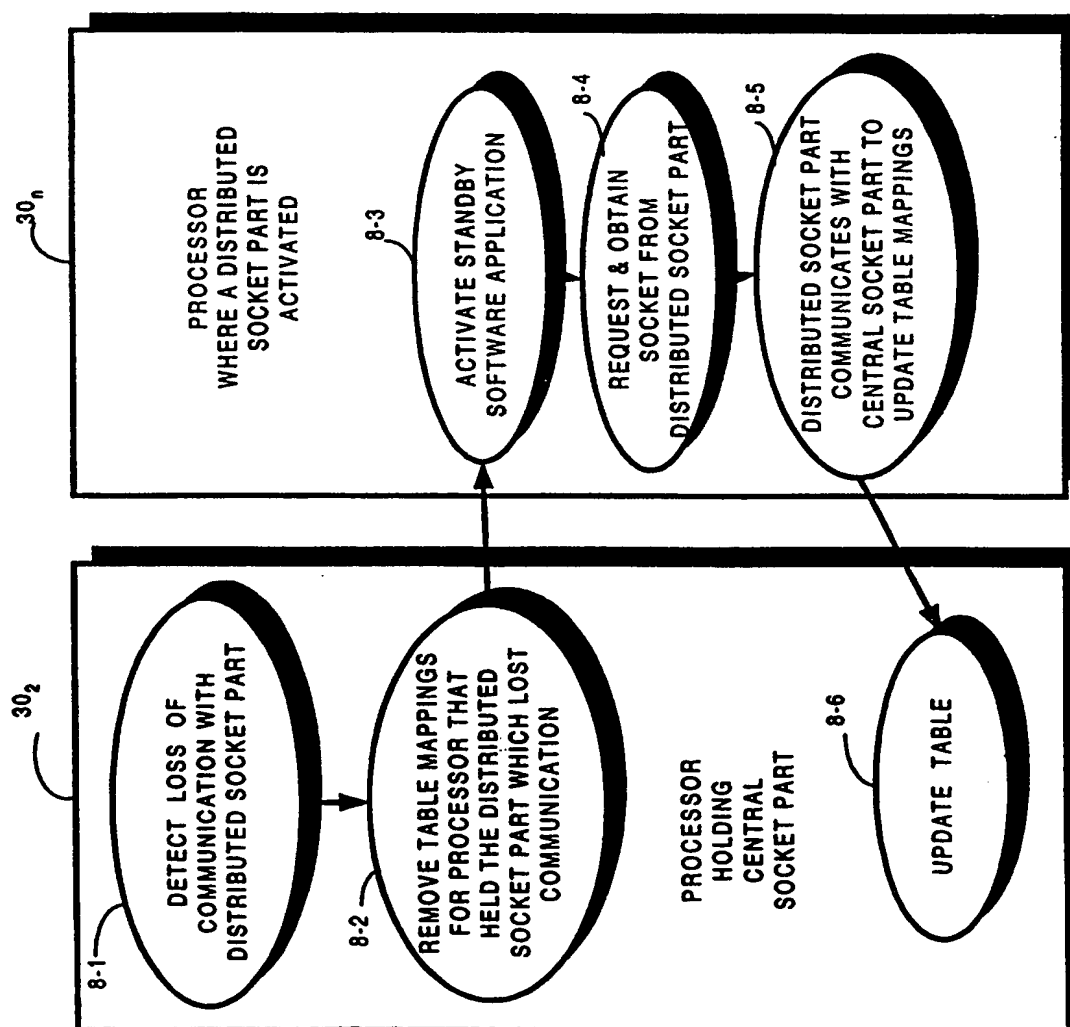 30₂
8-1
DETECT LOSS OF
COMMUNICATION WITH
DISTRIBUTED SOCKET PART
8-2
REMOVE TABLE MAPPINGS
FOR PROCESSOR THAT
HELD THE DISTRIBUTED
SOCKET PART WHICH LOST
COMMUNICATION
PROCESSOR
HOLDING
CENTRAL
SOCKET PART
8-6
UPDATE TABLE
30ₙ
PROCESSOR
WHERE A DISTRIBUTED
SOCKET PART IS
ACTIVATED
8-3
ACTIVATE STANDBY
SOFTWARE APPLICATION
8-4
REQUEST & OBTAIN
SOCKET FROM
DISTRIBUTED SOCKET PART
8-5
DISTRIBUTED SOCKET PART
COMMUNICATES WITH
CENTRAL SOCKET PART TO
UPDATE TABLE MAPPINGS